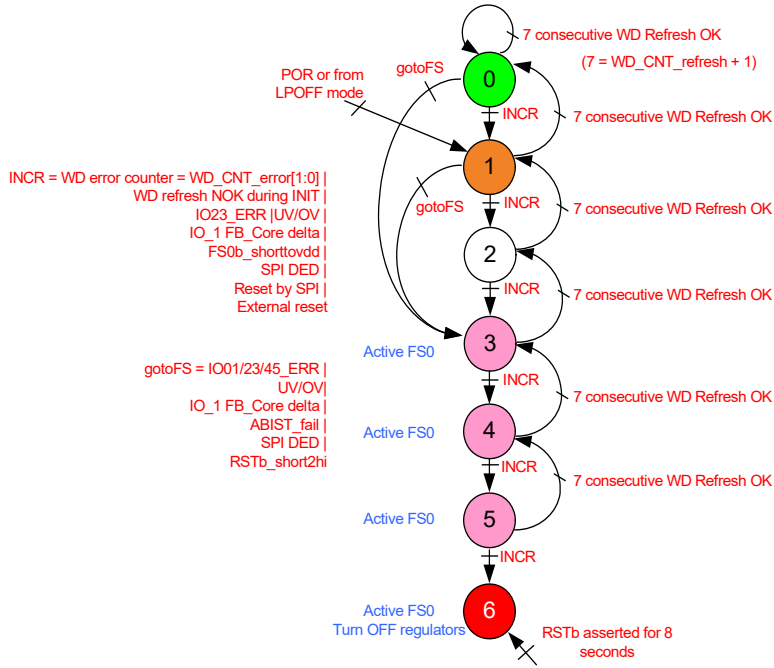 7 consecutive WD Refresh OK
(7 = WD_CNT_refresh + 1)
gotoFS
0
POR or from
LPOFF mode
INCR
7 consecutive WD Refresh OK
1
INCR = WD error counter = WD_CNT_error[1:0] |
WD refresh NOK during INIT
IO23_ERR |UV/OV |
IO_1 FB_Core delta |
FS0b_shorttovdd
SPI DED |
Reset by SPI |
External reset
gotoFS
INCR
7 consecutive WD Refresh OK
2
INCR
7 consecutive WD Refresh OK
3
Active FS0
gotoFS = IO01/23/45_ERR |
UV/OV|
IO_1 FB_Core delta |
ABIST_fail |
SPI DED |
RSTb_short2hi
INCR
7 consecutive WD Refresh OK
4
Active FS0
INCR
7 consecutive WD Refresh OK
5
Active FS0
INCR
6
Active FS0
Turn OFF regulators
RSTb asserted for 8
seconds